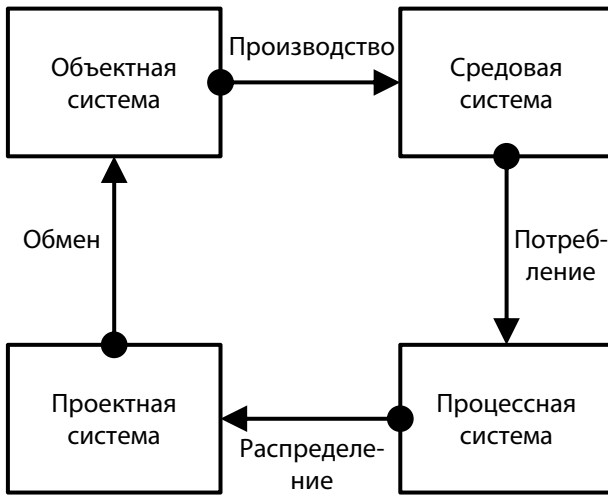 Объектная
система
Производство
Средовая
система
Обмен
Потреб-
ление
Проектная
система
Распределе-
ние
Процессная
система